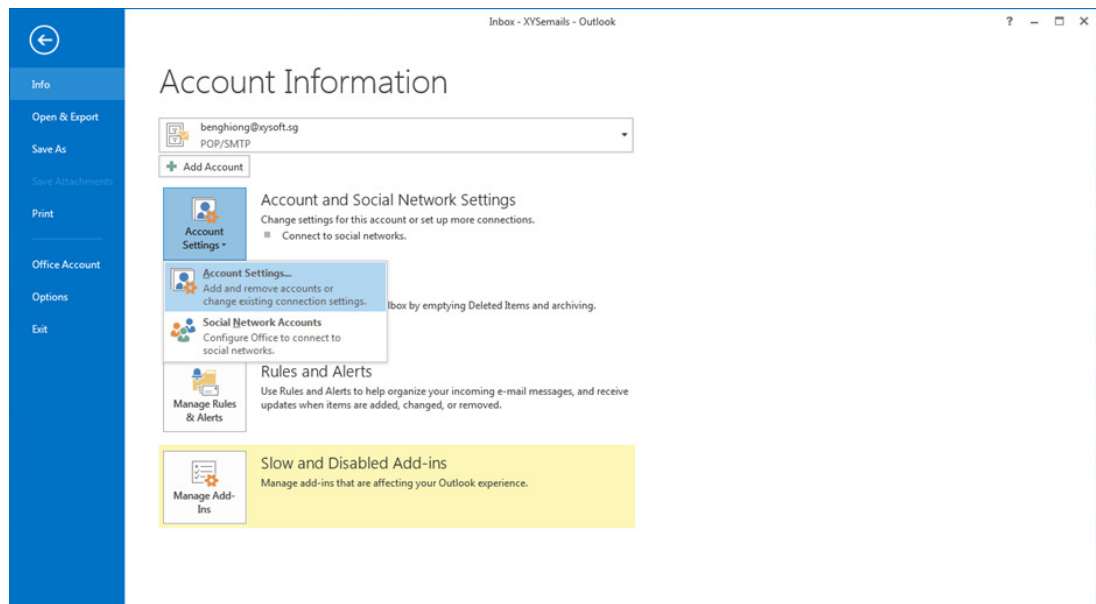 Inbox - XYSemails - Outlook
?
Info
Open & Export
Save As
Save Attachments
Print
Office Account
Options
Exit
Account Information
benghiong@xysoft.sg
POP/SMTP
Add Account
Account
Settings
Account and Social Network Settings
Change settings for this account or set up more connections.
Connect to social networks.
Account Settings...
Add and remove accounts or
change existing connection settings.
Social Network Accounts
Configure Office to connect to
social networks.
lbox by emptying Deleted Items and archiving.
Manage Rules
& Alerts
Rules and Alerts
Use Rules and Alerts to help organize your incoming e-mail messages, and receive
updates when items are added, changed, or removed.
Manage Add-
Ins
Slow and Disabled Add-ins
Manage add-ins that are affecting your Outlook experience.